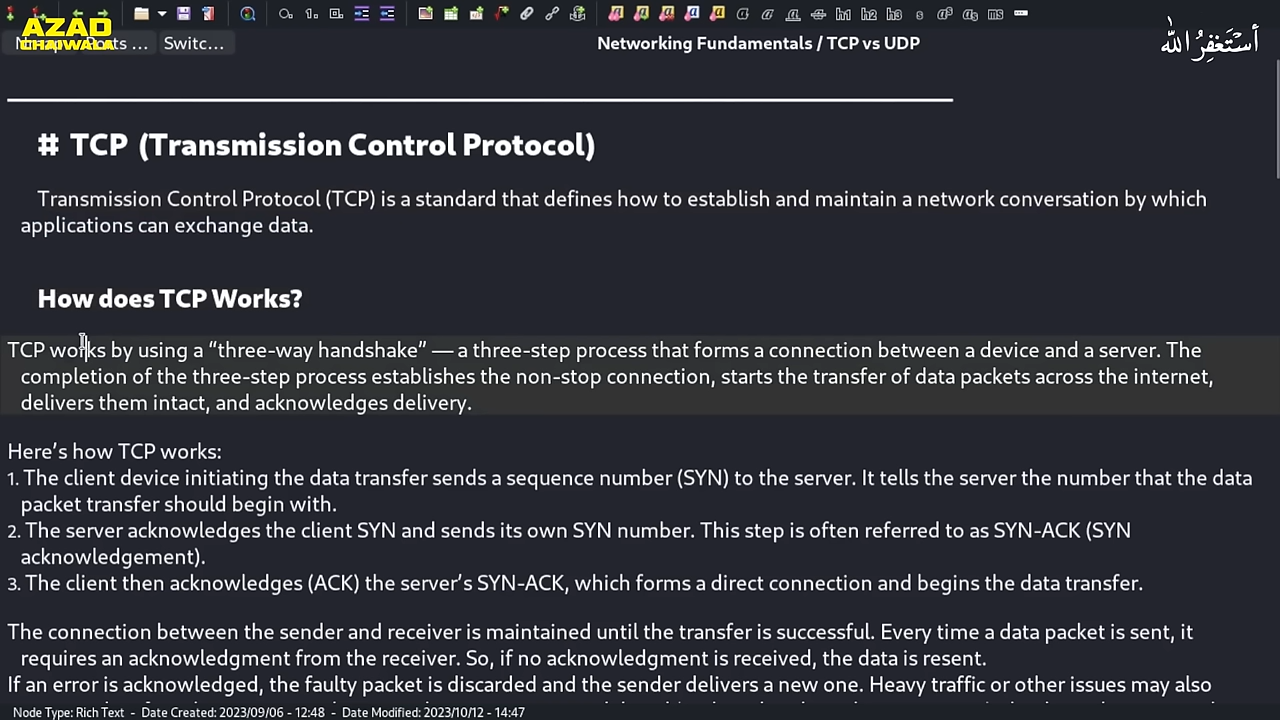 AZAD
CHAIWALA
Switc...
Networking Fundamentals / TCP vs UDP
أستغفر الله
# TCP (Transmission Control Protocol)
Transmission Control Protocol (TCP) is a standard that defines how to establish and maintain a network conversation by which
applications can exchange data.
How does TCP Works?
TCP works by using a “three-way handshake” — a three-step process that forms a connection between a device and a server. The
completion of the three-step process establishes the non-stop connection, starts the transfer of data packets across the internet,
delivers them intact, and acknowledges delivery.
Here’s how TCP works:
1. The client device initiating the data transfer sends a sequence number (SYN) to the server. It tells the server the number that the data
packet transfer should begin with.
2. The server acknowledges the client SYN and sends its own SYN number. This step is often referred to as SYN-ACK (SYN
acknowledgement).
3. The client then acknowledges (ACK) the server’s SYN-ACK, which forms a direct connection and begins the data transfer.
The connection between the sender and receiver is maintained until the transfer is successful. Every time a data packet is sent, it
requires an acknowledgment from the receiver. So, if no acknowledgment is received, the data is resent.
If an error is acknowledged, the faulty packet is discarded and the sender delivers a new one. Heavy traffic or other issues may also
Node Type: Rich Text - Date Created: 2023/09/06 - 12:48 - Date Modified: 2023/10/12 - 14:47